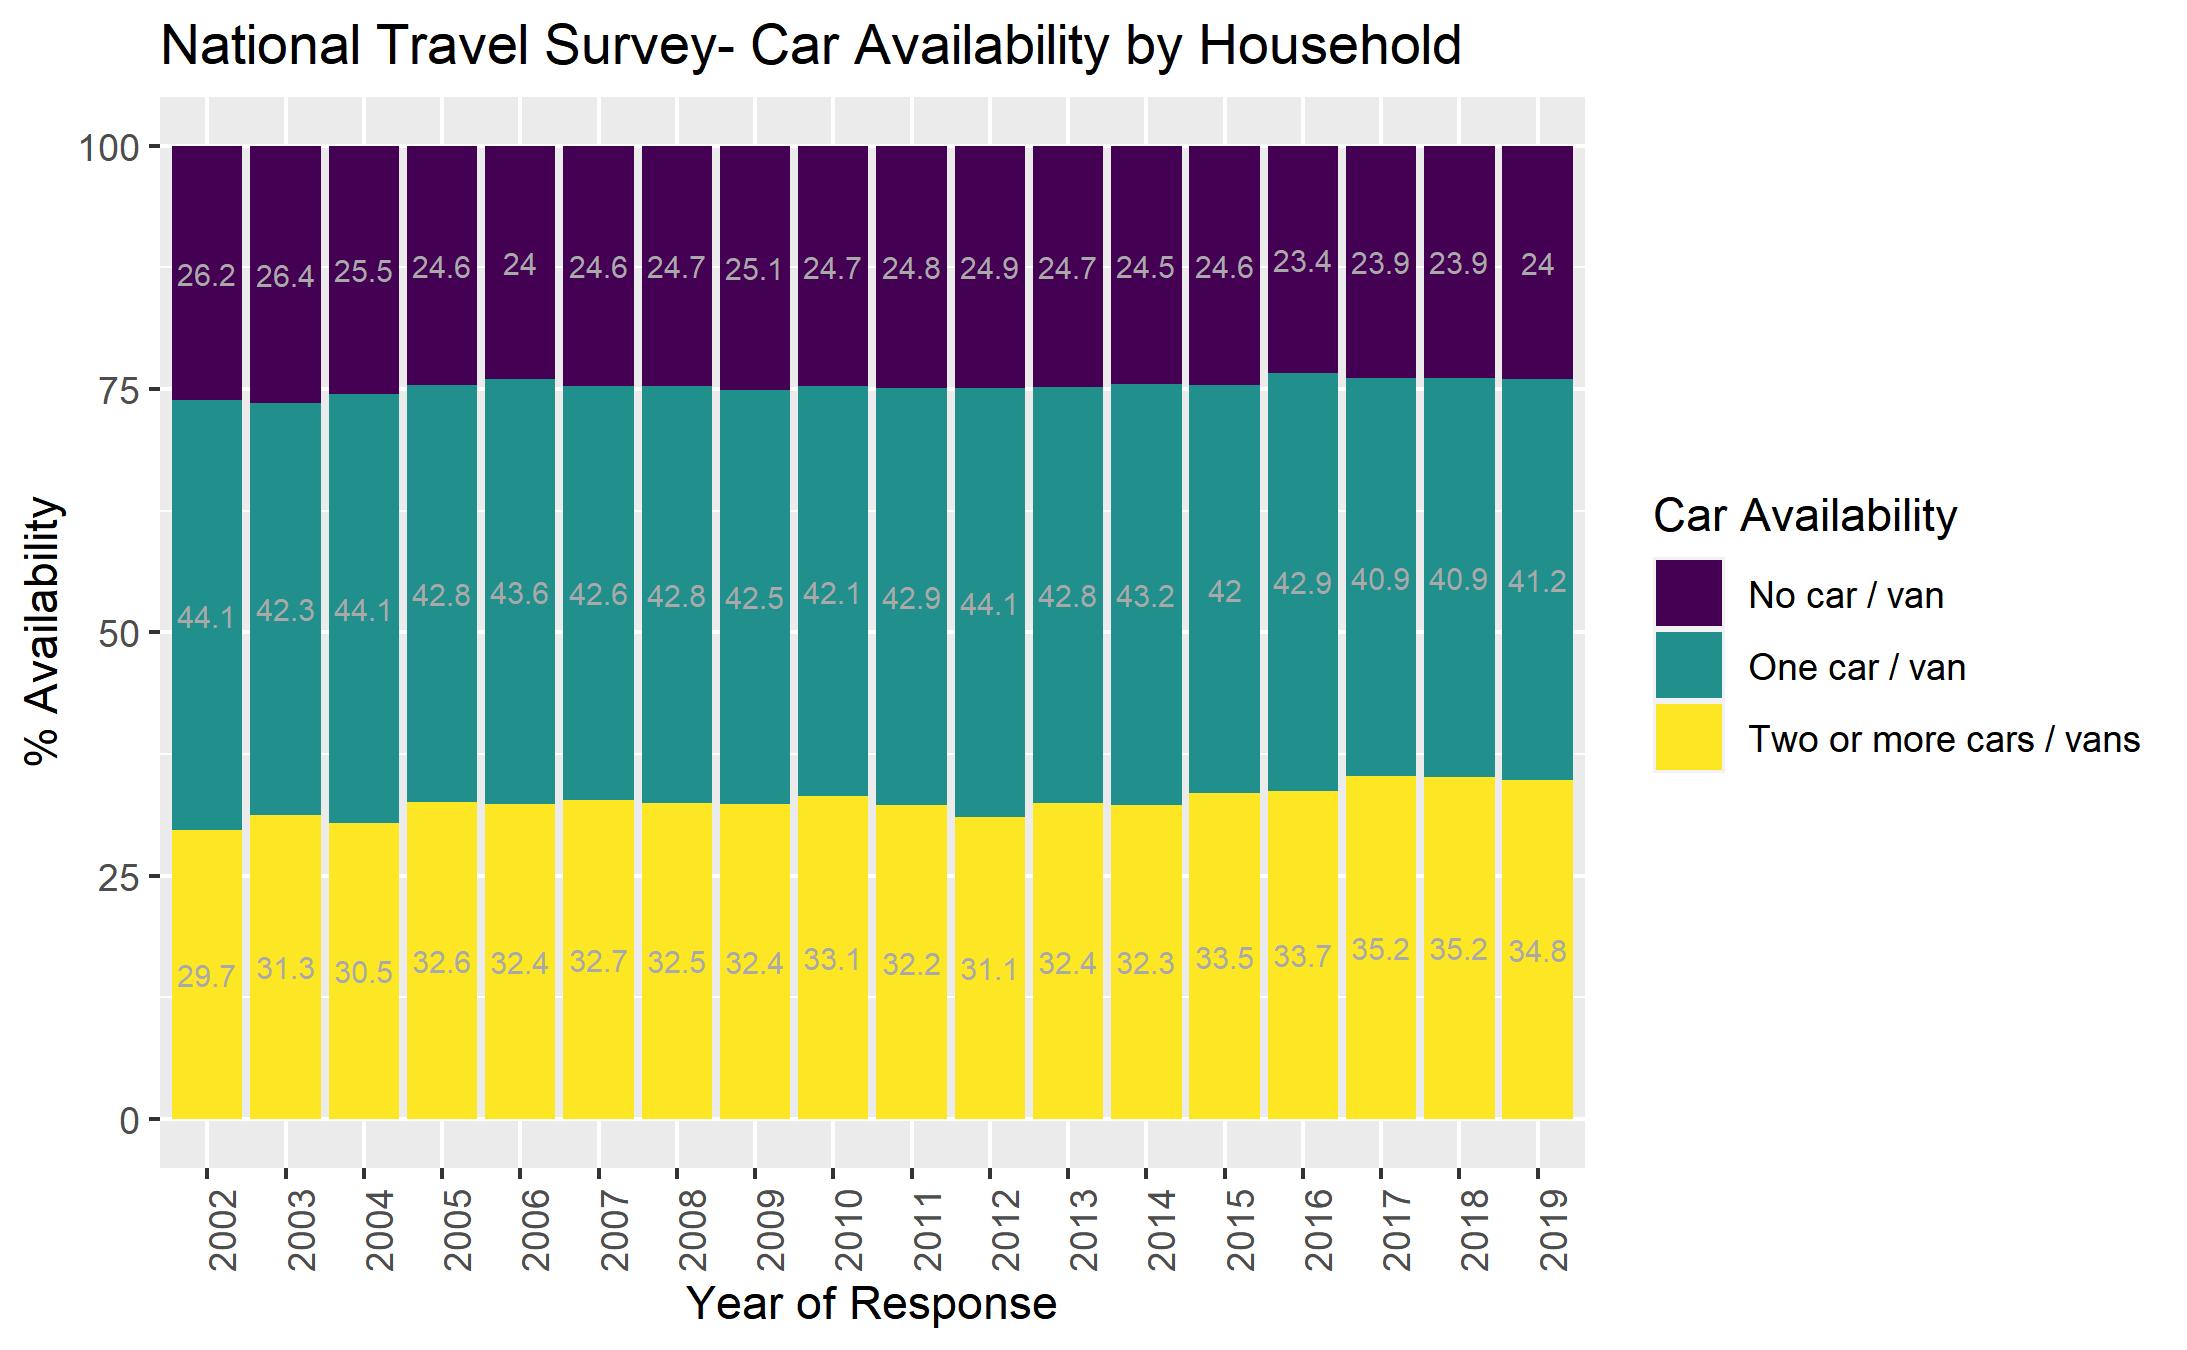 National Travel Survey- Car Availability by Household
% Availability
100
75
50
25
0
26.2 26.4 25.5 24.6 24 24.6 24.7 25.1 24.7 24.8 24.9 24.7 24.5 24.6 23.4 23.9 23.9 24
44.1 42.3 44.1 42.8 43.6 42.6 42.8 42.5 42.1 42.9 44.1 42.8 43.2 42 42.9 40.9 40.9 41.2
29.7 31.3 30.5 32.6 32.4 32.7 32.5 32.4 33.1 32.2 31.1 32.4 32.3 33.5 33.7 35.2 35.2 34.8
2002 2003 2004 2005 2006 2007 2008 2009 2010 2011 2012 2013 2014 2015 2016 2017 2018 2019
Year of Response
Car Availability
No car / van
One car / van
Two or more cars / vans